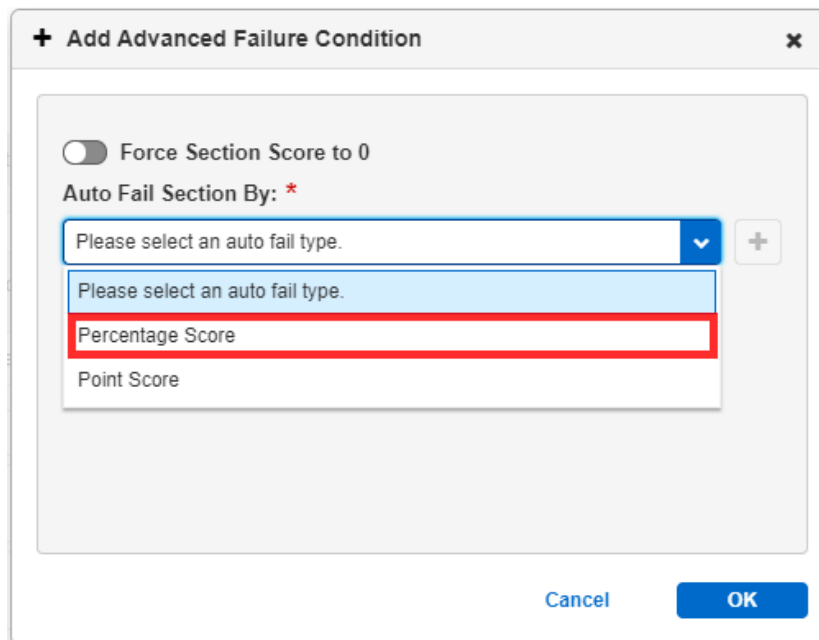 + Add Advanced Failure Condition
Force Section Score to 0
Auto Fail Section By: *
Please select an auto fail type.
Please select an auto fail type.
Percentage Score
Point Score
Cancel OK